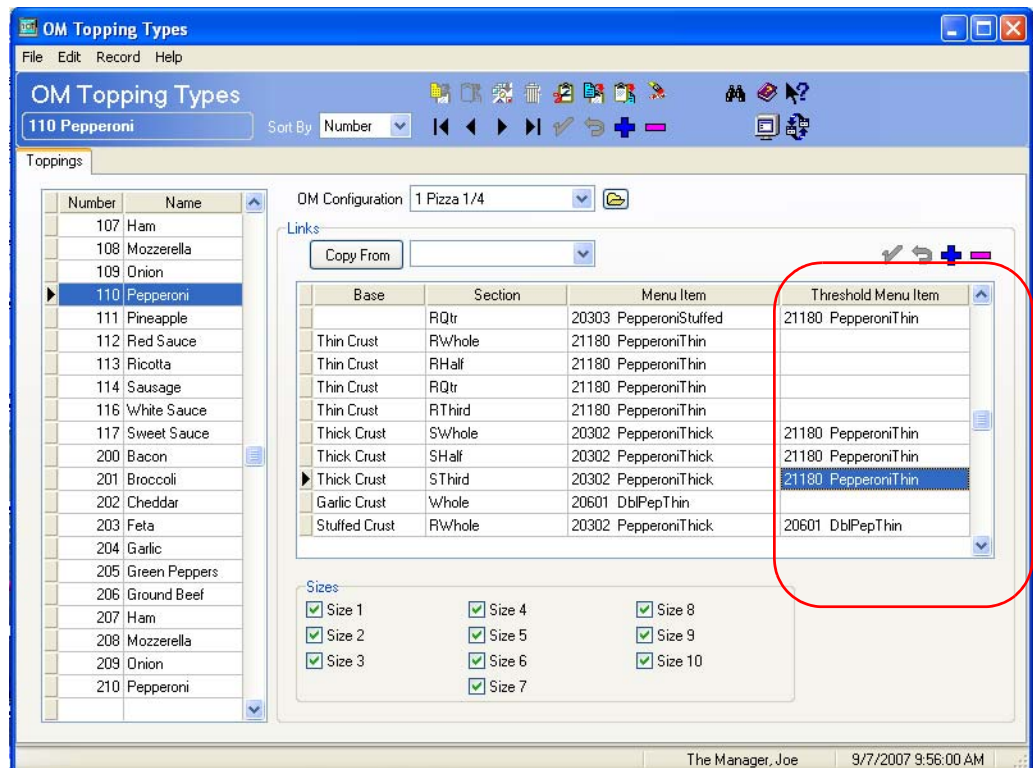 OM Topping Types
File Edit Record Help
OM Topping Types
110 Pepperoni
Sort By Number
Toppings
Number Name
107 Ham
108 Mozzerella
109 Onion
110 Pepperoni
111 Pineapple
112 Red Sauce
113 Ricotta
114 Sausage
116 White Sauce
117 Sweet Sauce
200 Bacon
201 Broccoli
202 Cheddar
203 Feta
204 Garlic
205 Green Peppers
206 Ground Beef
207 Ham
208 Mozzerella
209 Onion
210 Pepperoni
OM Configuration 1 Pizza 1/4
Links
Copy From
Base Section Menu Item Threshold Menu Item
RQtr 20303 PepperoniStuffed 21180 PepperoniThin
Thin Crust RWhole 21180 PepperoniThin
Thin Crust RHalf 21180 PepperoniThin
Thin Crust RQtr 21180 PepperoniThin
Thin Crust RThird 21180 PepperoniThin
Thick Crust SWhole 20302 PepperoniThick 21180 PepperoniThin
Thick Crust SHalf 20302 PepperoniThick 21180 PepperoniThin
Thick Crust SThird 20302 PepperoniThick 21180 PepperoniThin
Garlic Crust Whole 20601 DblPepThin
Stuffed Crust RWhole 20302 PepperoniThick 20601 DblPepThin
Sizes
Size 1 Size 4 Size 8
Size 2 Size 5 Size 9
Size 3 Size 6 Size 10
Size 7
The Manager, Joe 9/7/2007 9:56:00 AM